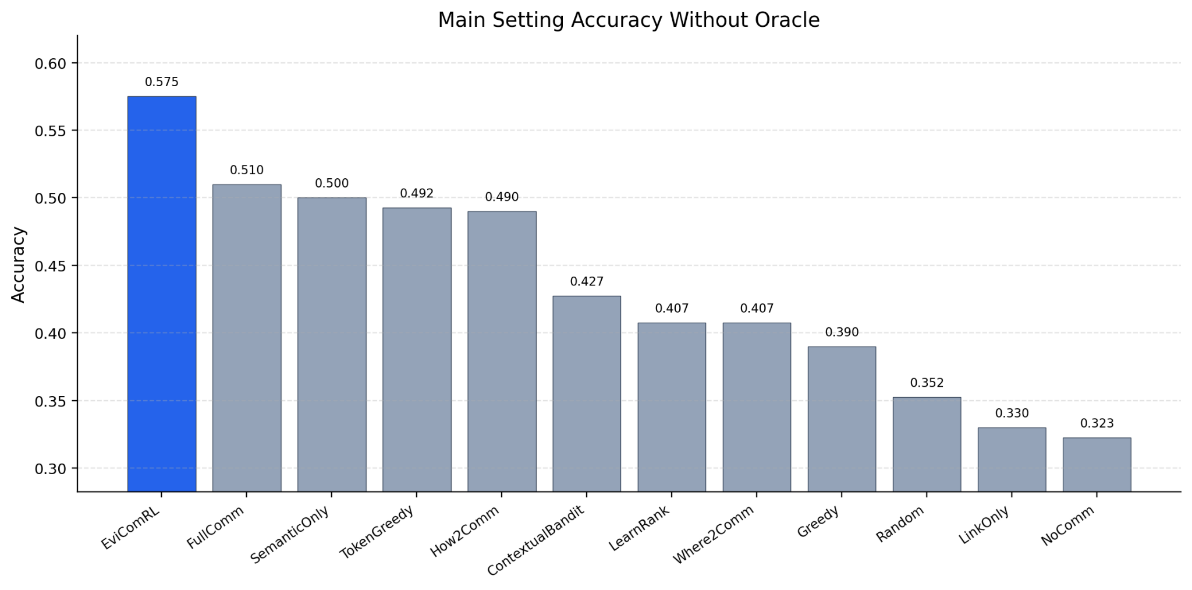 Main Setting Accuracy Without Oracle
Accuracy
0.60
0.55
0.50
0.45
0.40
0.35
0.30
0.575
0.510
0.500
0.492
0.490
0.427
0.407
0.407
0.390
0.352
0.330
0.323
EviComRL
FullComm
SemanticOnly
TokenGreedy
How2Comm
ContextualBandit
LearnRank
Where2Comm
Greedy
Random
LinkOnly
NoComm